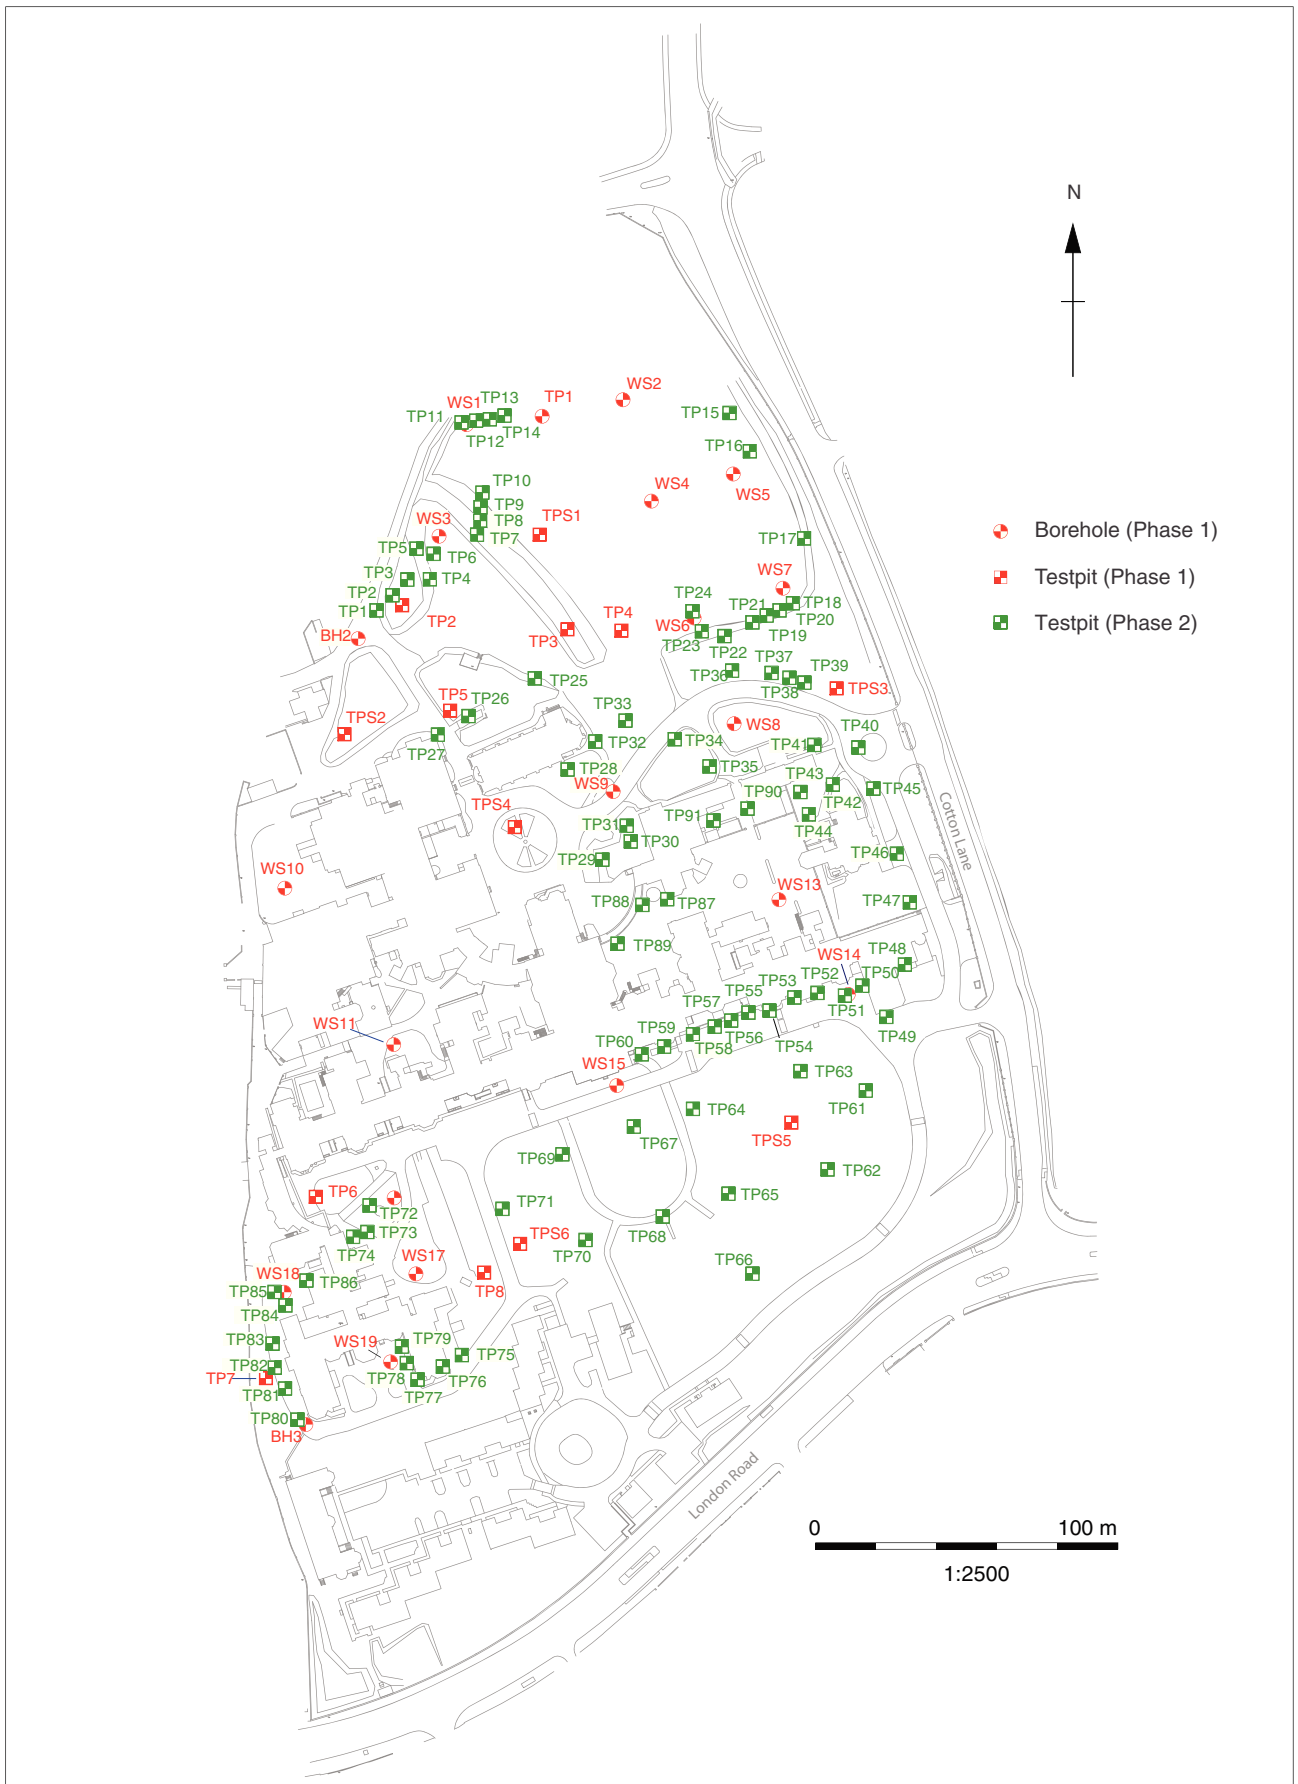 N
WS2
TP13
WS1
TP1
TP11
TP15
TP14
TP12
TP16
TP10
WS4
WS5
TP9
WS3
TPS1
TP8
Borehole (Phase 1)
TP7
TP17
TP5
TP6
WS7
TP3
TP4
Testpit (Phase 1)
TP2
TP24
TP18
TP1
TP21
TP20
TP2
TP4
WS6
Testpit (Phase 2)
BH2
TP3
TP23
TP19
TP22
TP37
TP39
TP36
TP25
TP38
TPS3
TP5
TP26
TP33
TPS2
WS8
TP40
TP27
TP32
TP34
TP41
TP28
TP35
TP43
WS9
TP90
TP45
TP42
TPS4
TP91
TP31
TP44
TP30
Cotton Lane
TP29
TP46
WS10
WS13
TP88
TP87
TP47
TP89
WS14
TP48
TP52
TP50
TP53
TP55
TP57
TP51
WS11
TP59
TP56
TP49
TP60
TP58
TP54
WS15
TP63
TP61
TP64
TPS5
TP67
TP69
TP62
TP6
TP65
TP71
TP72
TP73
TP68
TPS6
TP74
TP70
WS17
TP66
WS18
TP86
TP85
TP8
TP84
TP83
WS19
TP79
TP75
TP82
TP7
TP78
TP76
TP81
TP77
TP80
BH3
London Road
0 100 m
1:2500